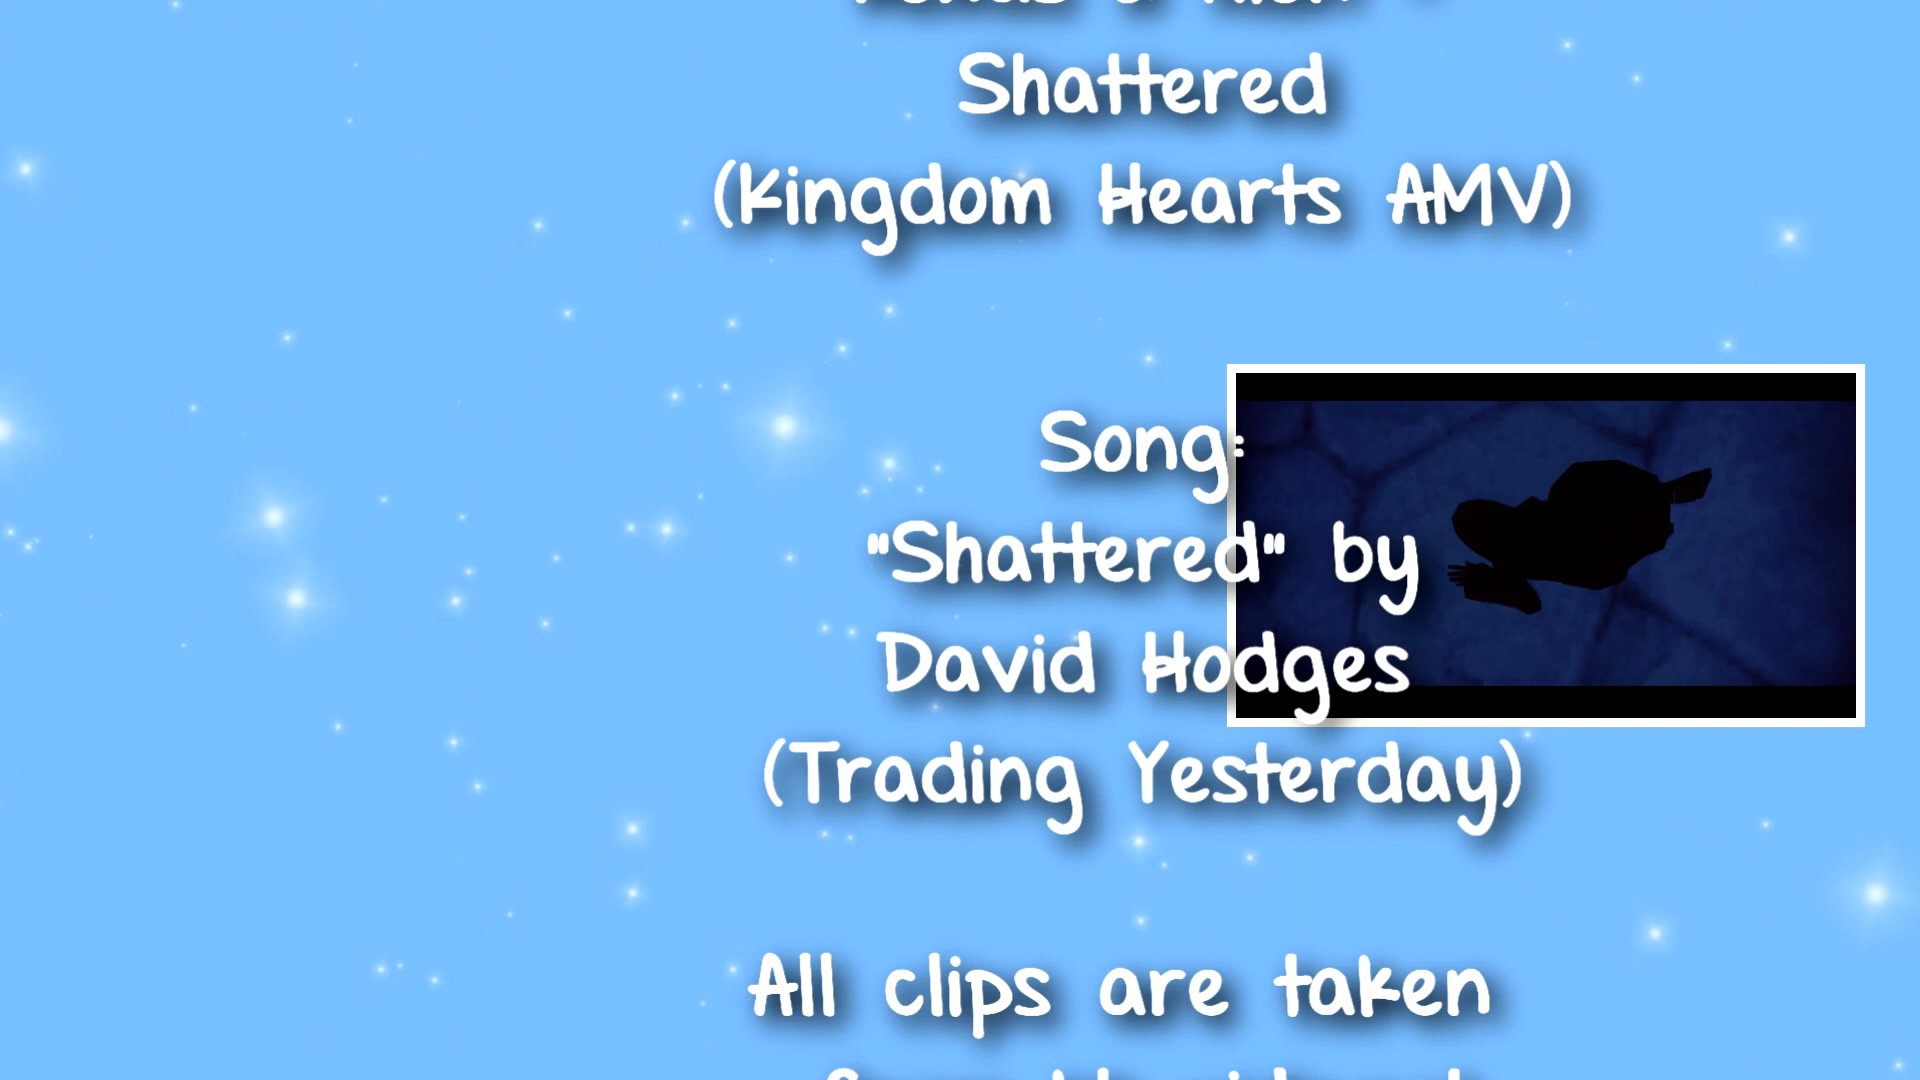 Shattered
(Kingdom Hearts AMV)
Song:
"Shattered" by
David Hodges
(Trading Yesterday)
All clips are taken